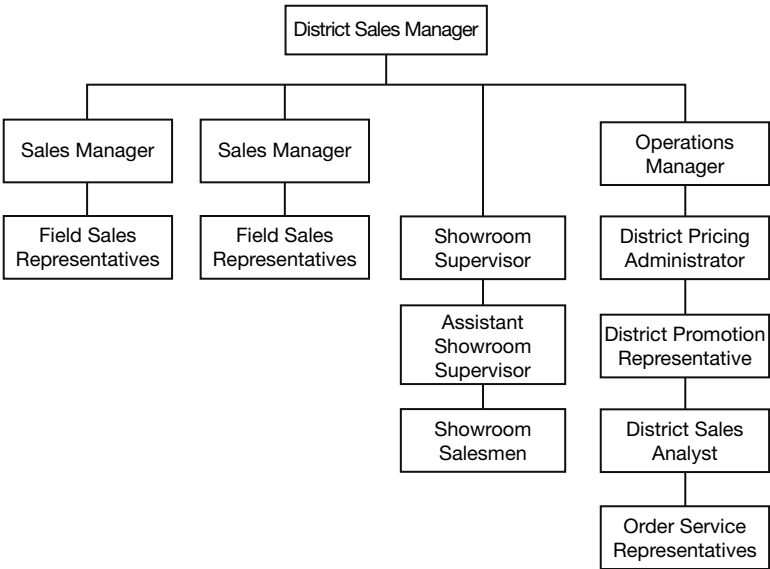 District Sales Manager
Sales Manager
Sales Manager
Operations
Manager
Field Sales
Representatives
Field Sales
Representatives
Showroom
Supervisor
District Pricing
Administrator
Assistant
Showroom
Supervisor
District Promotion
Representative
Showroom
Salesmen
District Sales
Analyst
Order Service
Representatives